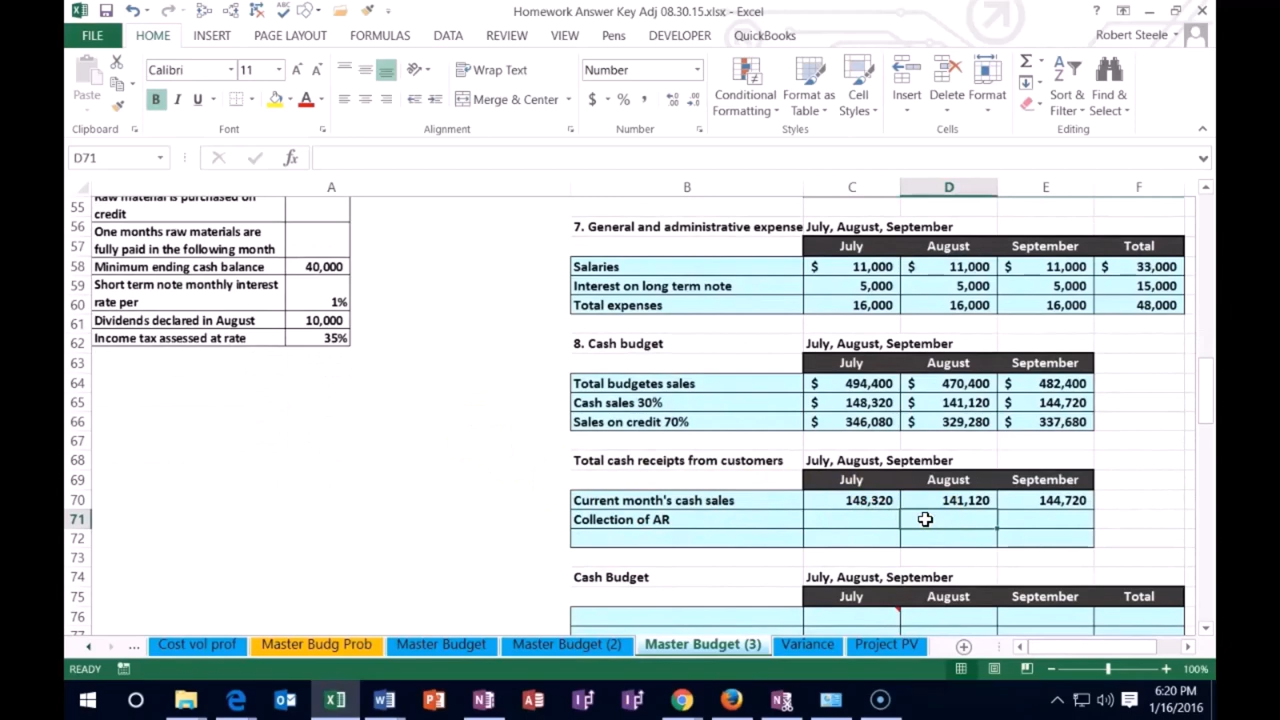 Homework Answer Key Adj 08.30.15.xlsx - Excel
FILE HOME INSERT PAGE LAYOUT FORMULAS DATA REVIEW VIEW Pens DEVELOPER QuickBooks Robert Steele
Calibri 11 Wrap Text Number
Paste B I U A Merge & Center $ % Conditional Formatting Format as Table Cell Styles Insert Delete Format Sort & Filter Find & Select
Clipboard Font Alignment Number Styles Cells Editing
D71 fx
A B C D E F
55 Raw material is purchased on
credit
56 One months raw materials are 7. General and administrative expense July, August, September
57 fully paid in the following month July August September Total
58 Minimum ending cash balance 40,000 Salaries $ 11,000 $ 11,000 $ 11,000 $ 33,000
59 Short term note monthly interest Interest on long term note 5,000 5,000 5,000 15,000
60 rate per 1% Total expenses 16,000 16,000 16,000 48,000
61 Dividends declared in August 10,000
62 Income tax assessed at rate 35% 8. Cash budget July, August, September
63 July August September
64 Total budgetes sales $ 494,400 $ 470,400 $ 482,400
65 Cash sales 30% $ 148,320 $ 141,120 $ 144,720
66 Sales on credit 70% $ 346,080 $ 329,280 $ 337,680
67
68 Total cash receipts from customers July, August, September
69 July August September
70 Current month's cash sales 148,320 141,120 144,720
71 Collection of AR
72
73
74 Cash Budget July, August, September
75 July August September Total
76
77
... Cost vol prof Master Budg Prob Master Budget Master Budget (2) Master Budget (3) Variance Project PV
READY 100%
6:20 PM
1/16/2016